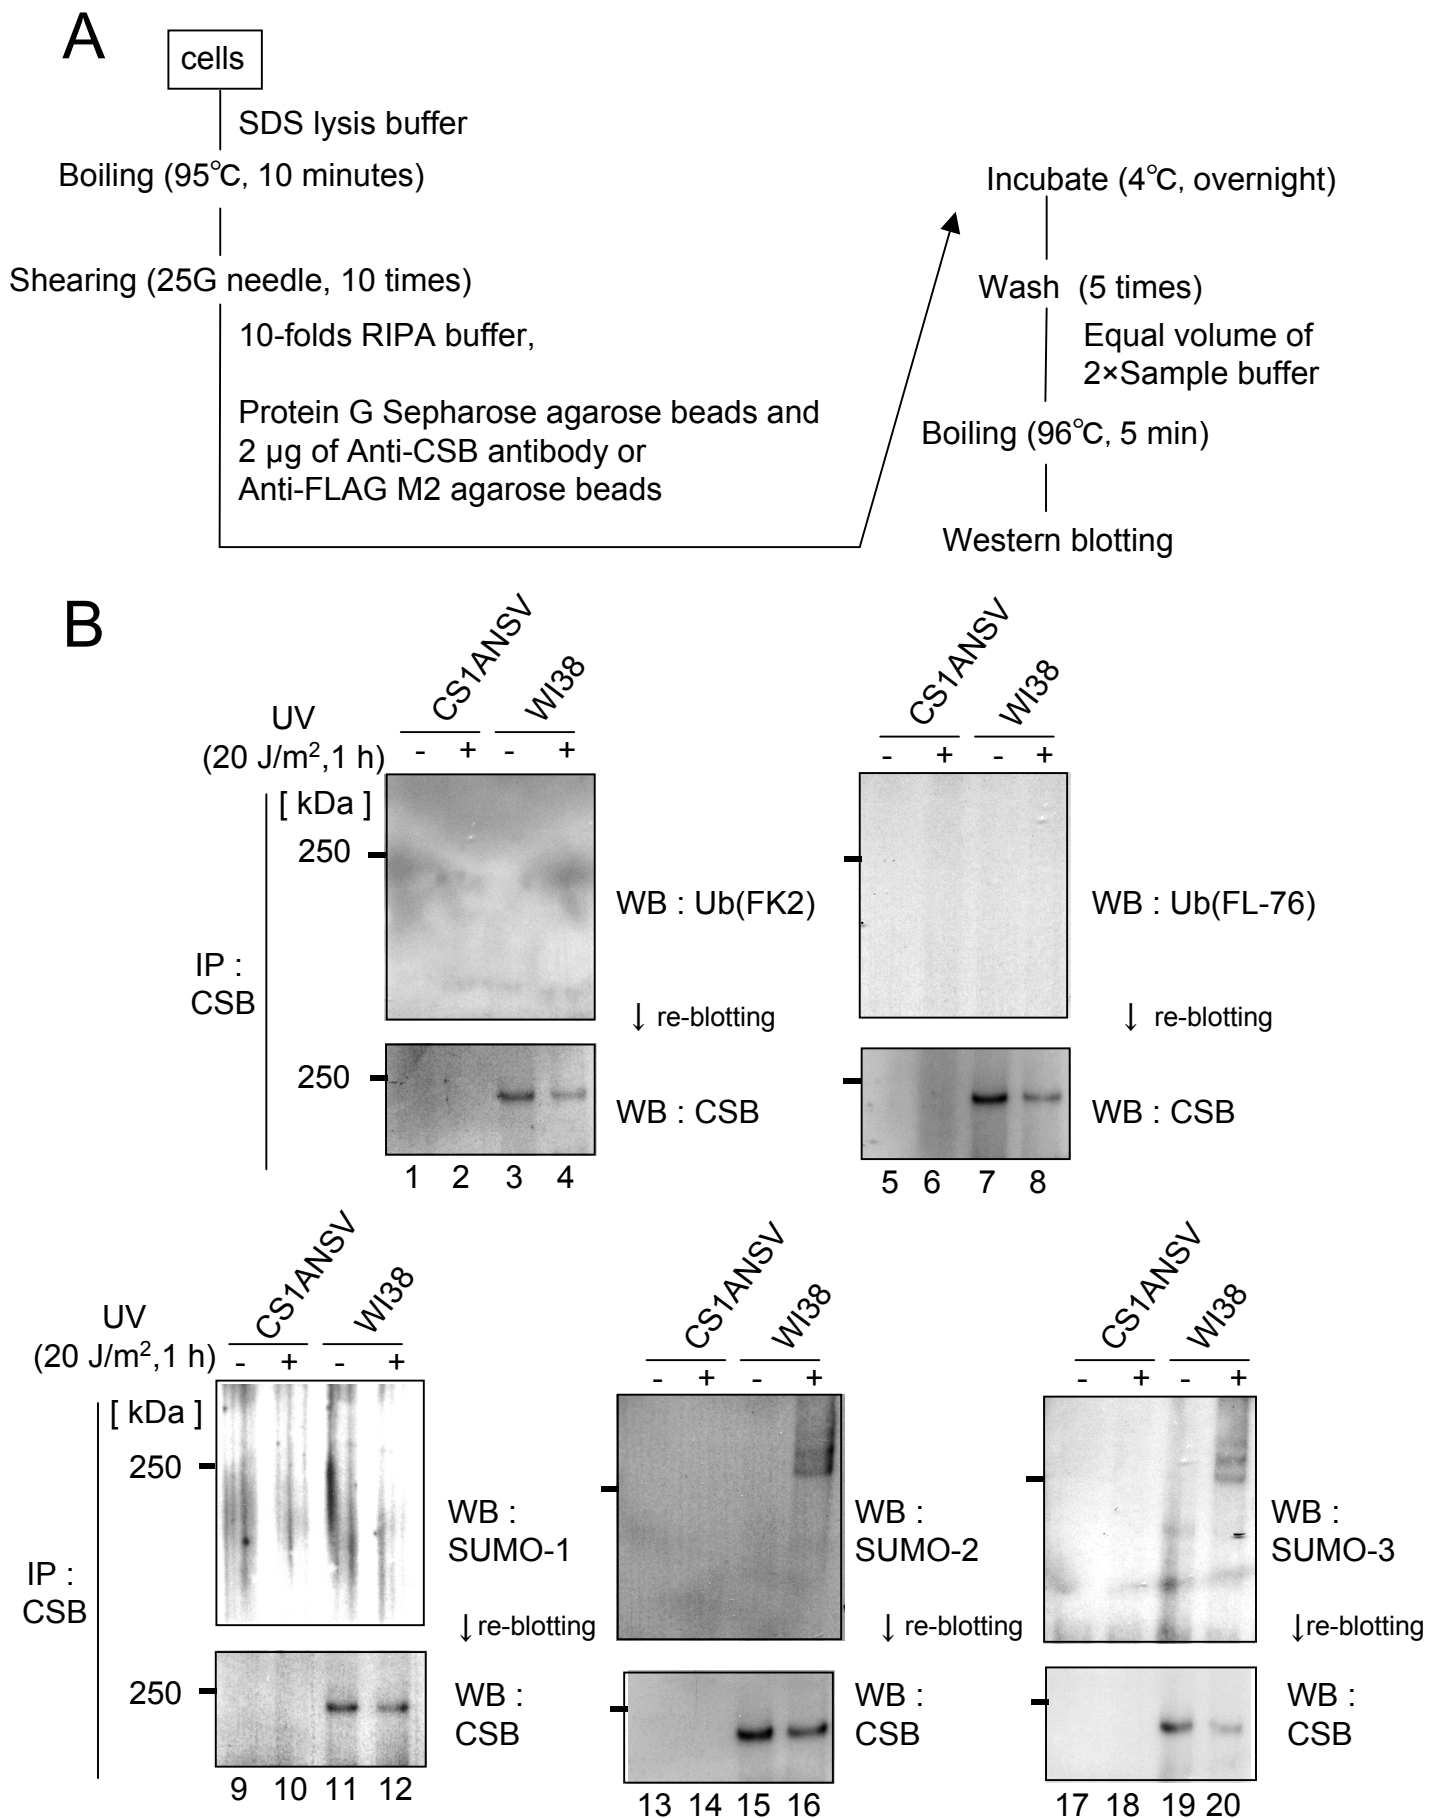 A
cells
SDS lysis buffer
Boiling (95℃, 10 minutes)
Shearing (25G needle, 10 times)
10-folds RIPA buffer,
Protein G Sepharose agarose beads and
2 µg of Anti-CSB antibody or
Anti-FLAG M2 agarose beads
Incubate (4℃, overnight)
Wash (5 times)
Equal volume of
2×Sample buffer
Boiling (96℃, 5 min)
Western blotting
B
CS1ANSV WI38
UV
(20 J/m²,1 h) - + - +
[ kDa ]
250
WB : Ub(FK2)
IP :
CSB
↓ re-blotting
250
WB : CSB
1 2 3 4
CS1ANSV WI38
- + - +
WB : Ub(FL-76)
↓ re-blotting
WB : CSB
5 6 7 8
CS1ANSV WI38
UV
(20 J/m²,1 h) - + - +
[ kDa ]
250
WB :
SUMO-1
IP :
CSB
↓ re-blotting
250
WB :
CSB
9 10 11 12
CS1ANSV WI38
- + - +
WB :
SUMO-2
↓ re-blotting
WB :
CSB
13 14 15 16
CS1ANSV WI38
- + - +
WB :
SUMO-3
↓re-blotting
WB :
CSB
17 18 19 20